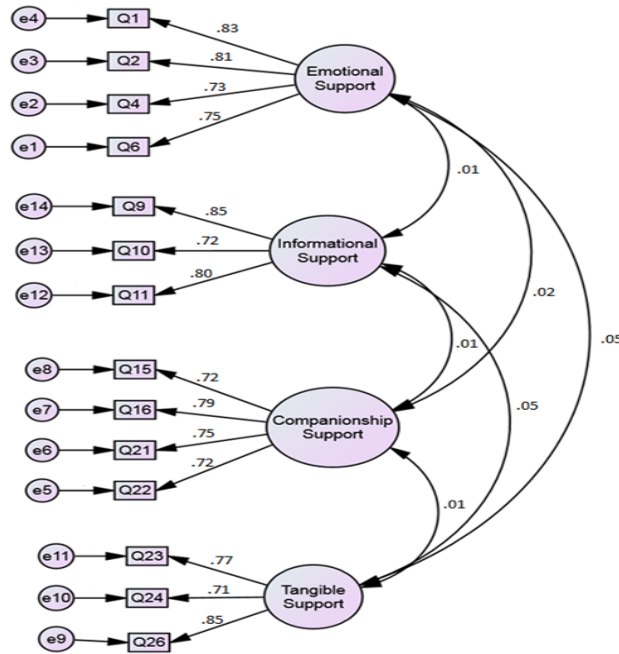 e4 Q1 .83
e3 Q2 .81
Emotional
Support
e2 Q4 .73
e1 Q6 .75
.01
e14 Q9 .85
e13 Q10 .72
Informational
Support
e12 Q11 .80
.02
.05
.01
e8 Q15 .72
e7 Q16 .79
.05
Companionship
Support
e6 Q21 .75
e5 Q22 .72
.01
e11 Q23 .77
e10 Q24 .71
Tangible
Support
e9 Q26 .85